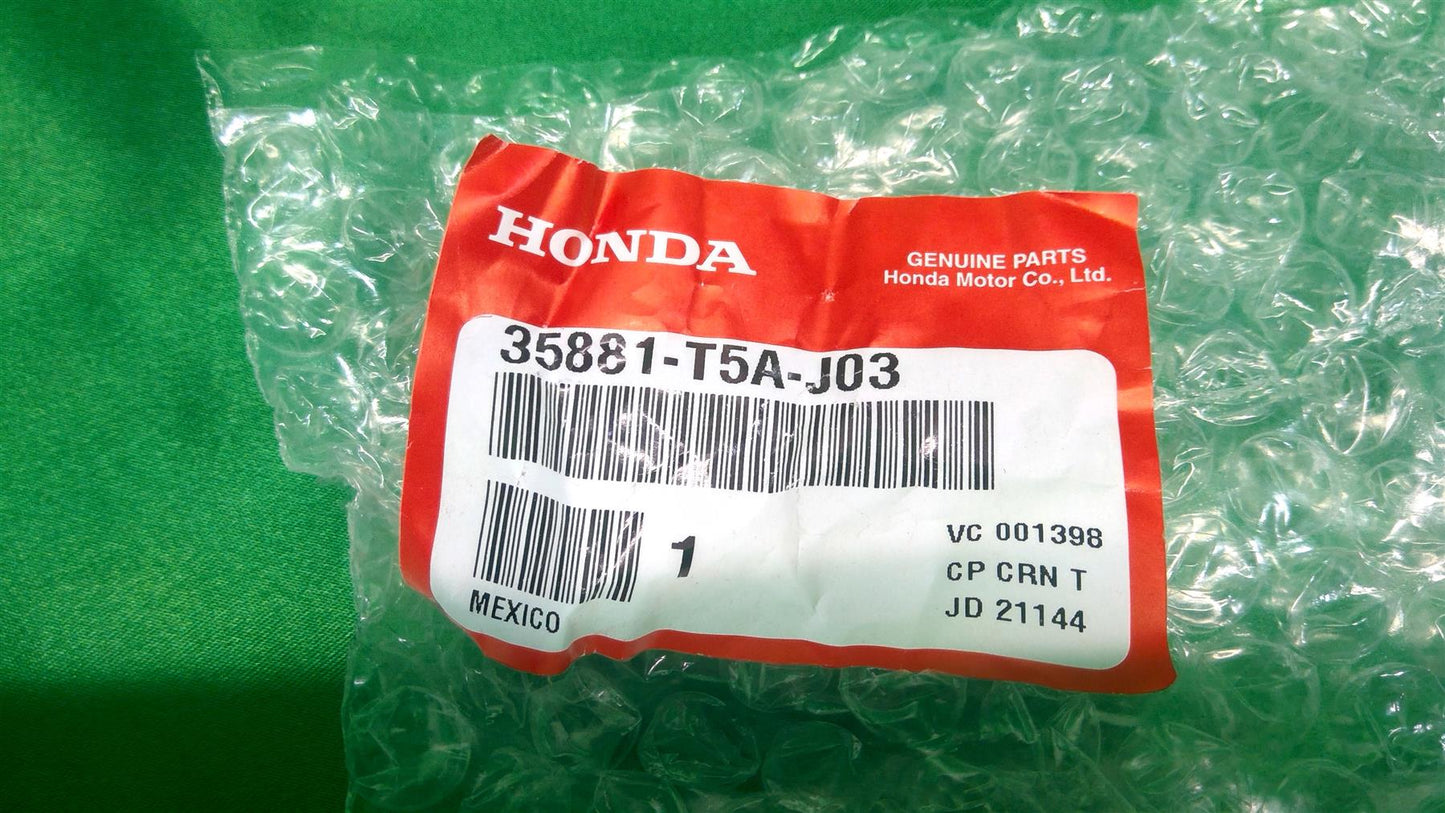 HONDA
GENUINE PARTS
Honda Motor Co., Ltd.
35881-T5A-J03
1
MEXICO
VC 001398
CP CRN T
JD 21144